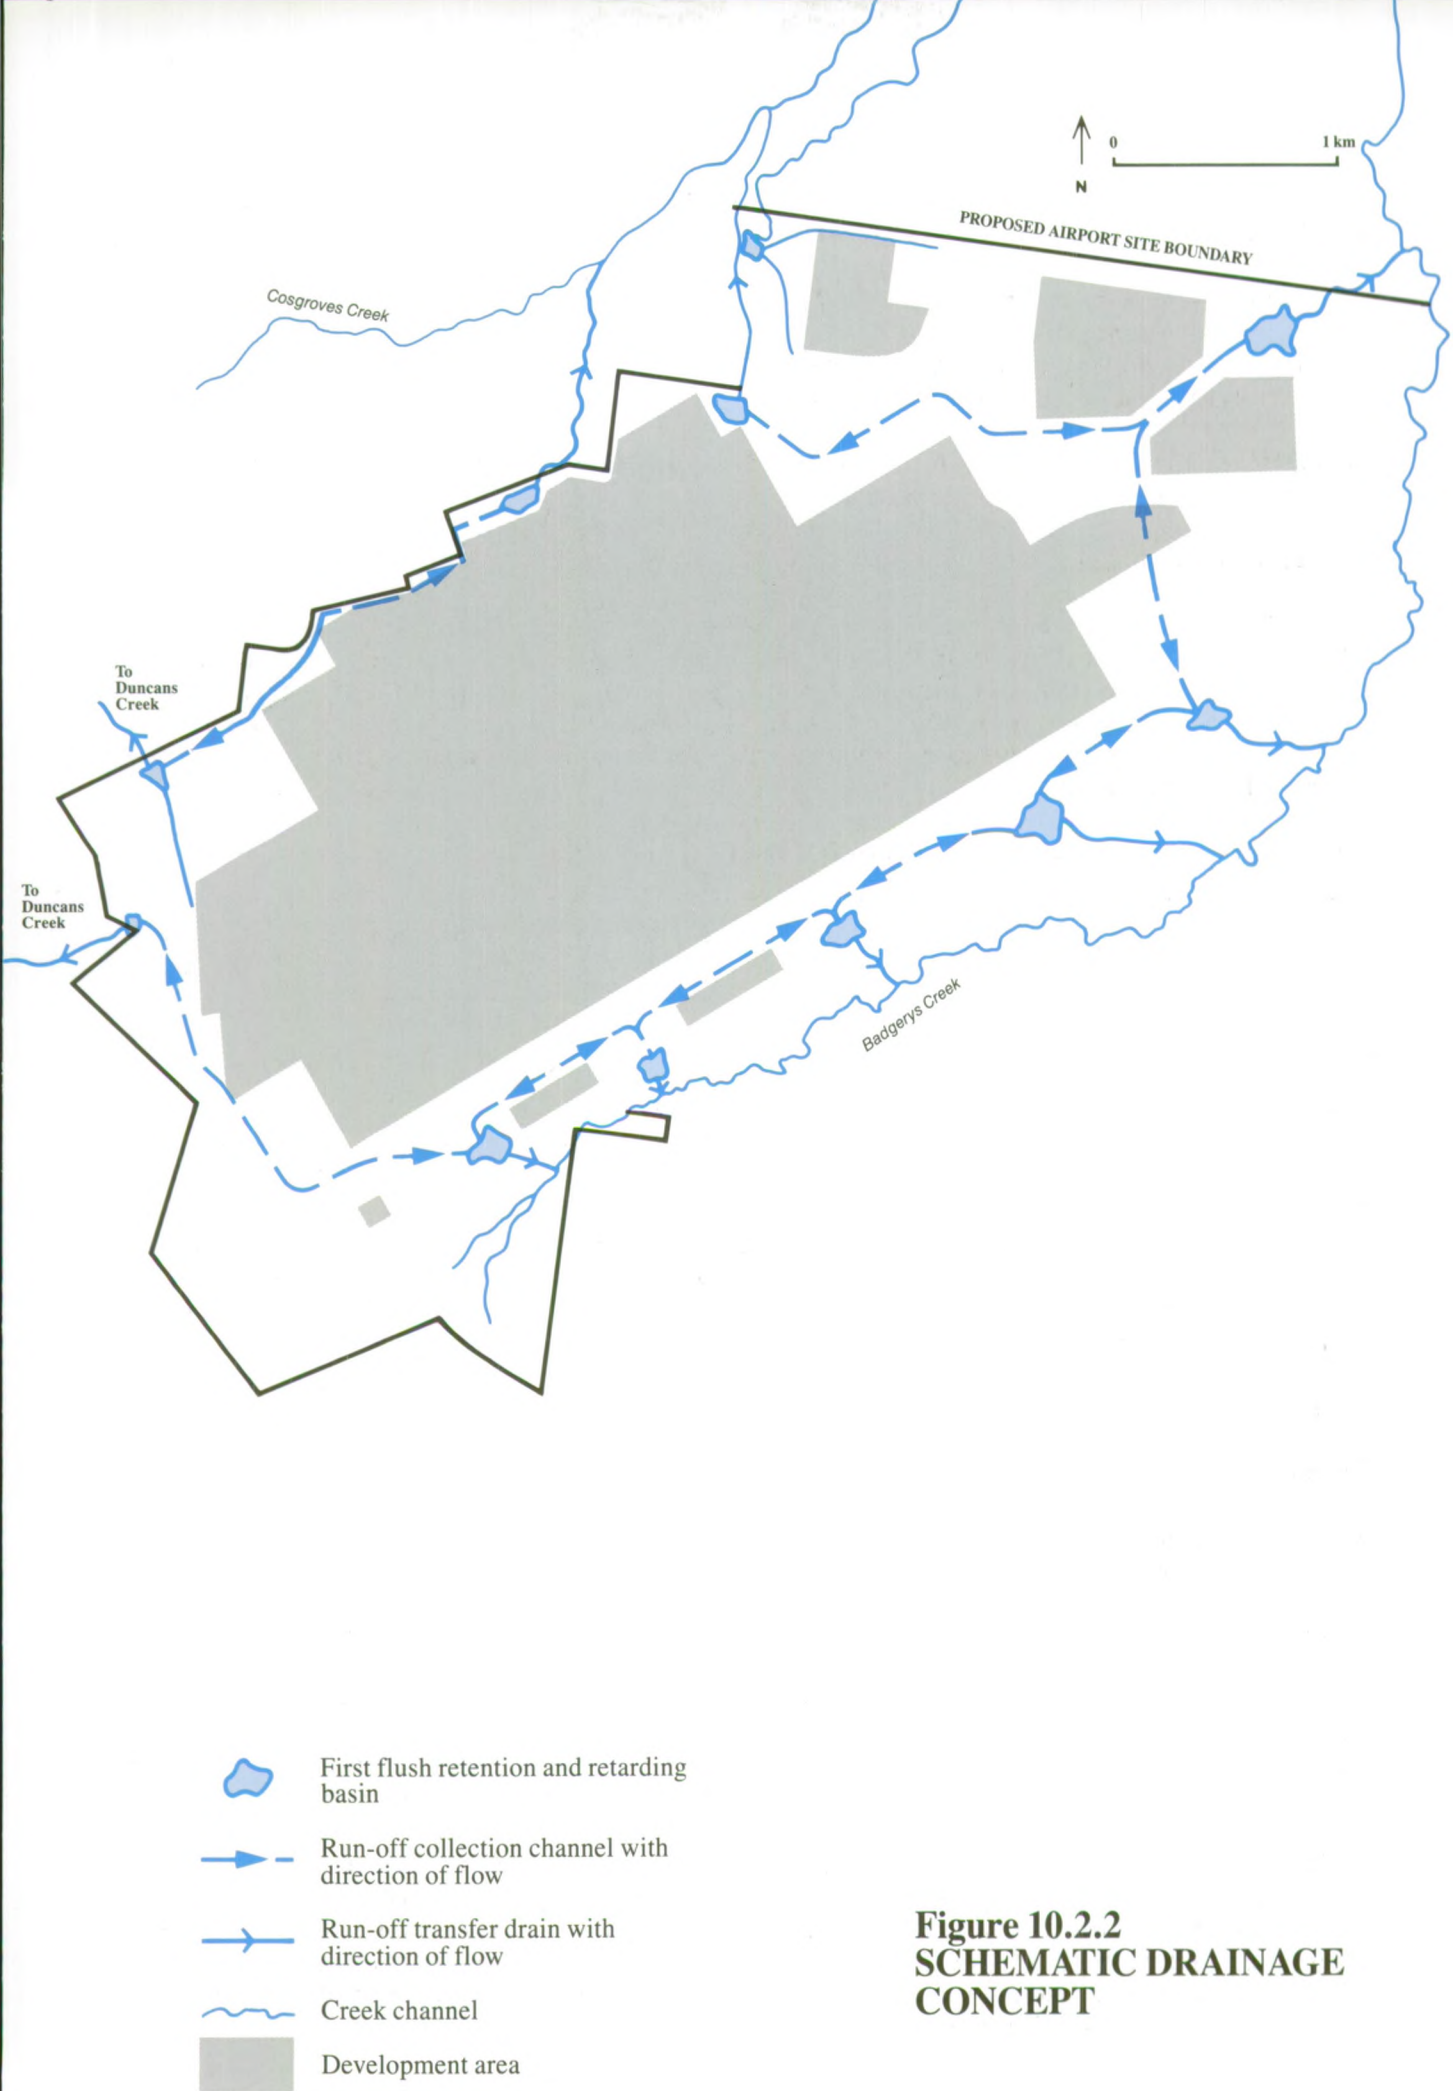 0
1 km
N
PROPOSED AIRPORT SITE BOUNDARY
Cosgroves Creek
To
Duncans
Creek
To
Duncans
Creek
Badgerys Creek
First flush retention and retarding
basin
Run-off collection channel with
direction of flow
Run-off transfer drain with
direction of flow
Creek channel
Development area
Figure 10.2.2
SCHEMATIC DRAINAGE
CONCEPT